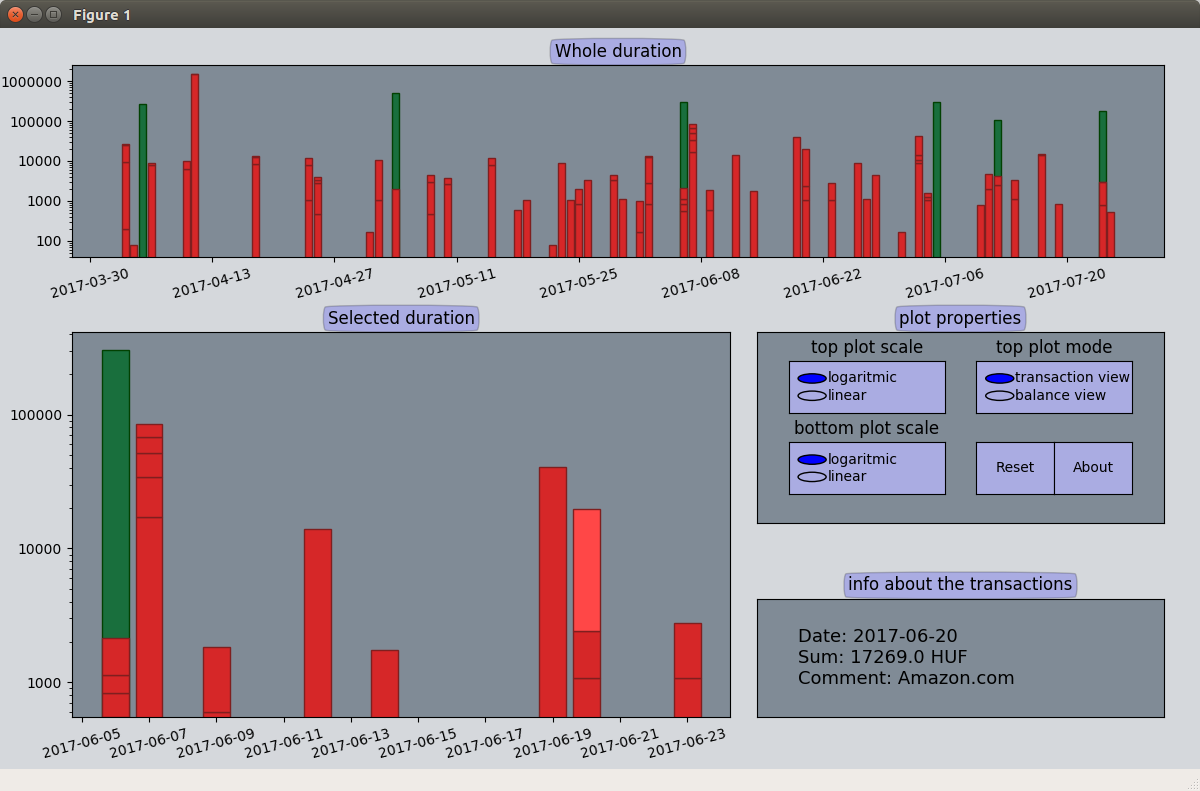 Figure 1
Whole duration
1000000
100000
10000
1000
100
2017-03-30 2017-04-13 2017-04-27 2017-05-11 2017-05-25 2017-06-08 2017-06-22 2017-07-06 2017-07-20
Selected duration
100000
10000
1000
2017-06-05 2017-06-07 2017-06-09 2017-06-11 2017-06-13 2017-06-15 2017-06-17 2017-06-19 2017-06-21 2017-06-23
plot properties
top plot scale
logaritmic
linear
top plot mode
transaction view
balance view
bottom plot scale
logaritmic
linear
Reset About
info about the transactions
Date: 2017-06-20
Sum: 17269.0 HUF
Comment: Amazon.com